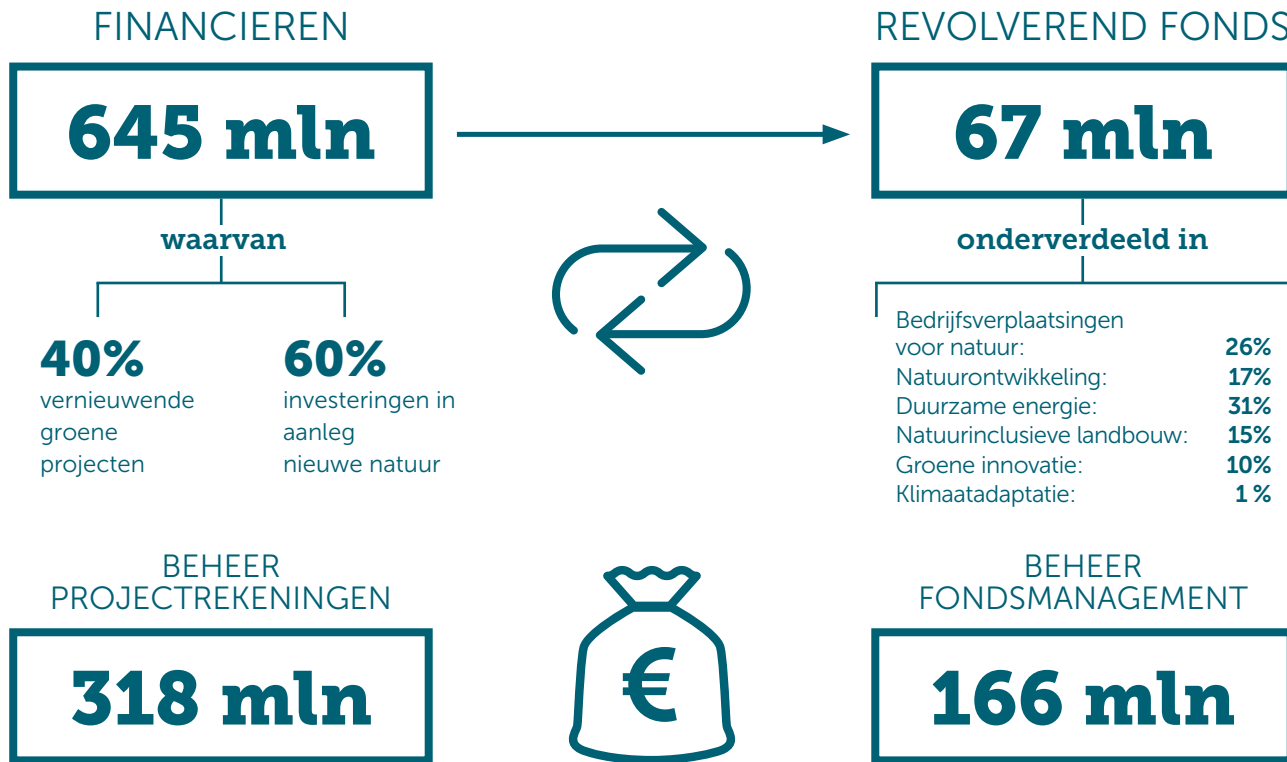 FINANCIEREN
645 mln
waarvan
40%
vernieuwende
groene
projecten
60%
investeringen in
aanleg
nieuwe natuur
REVOLVEREND FONDS
67 mln
onderverdeeld in
Bedrijfsverplaatsingen
voor natuur: 26%
Natuurontwikkeling: 17%
Duurzame energie: 31%
Natuurinclusieve landbouw: 15%
Groene innovatie: 10%
Klimaatadaptatie: 1 %
BEHEER
PROJECTREKENINGEN
318 mln
€
BEHEER
FONDSMANAGEMENT
166 mln